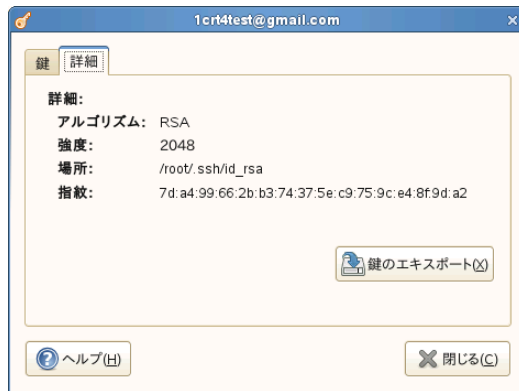 1crt4test@gmail.com
鍵 詳細
詳細:
アルゴリズム: RSA
強度: 2048
場所: /root/.ssh/id_rsa
指紋: 7d:a4:99:66:2b:b3:74:37:5e:c9:75:9c:e4:8f:9d:a2
鍵のエキスポート(X)
ヘルプ(H) 閉じる(C)